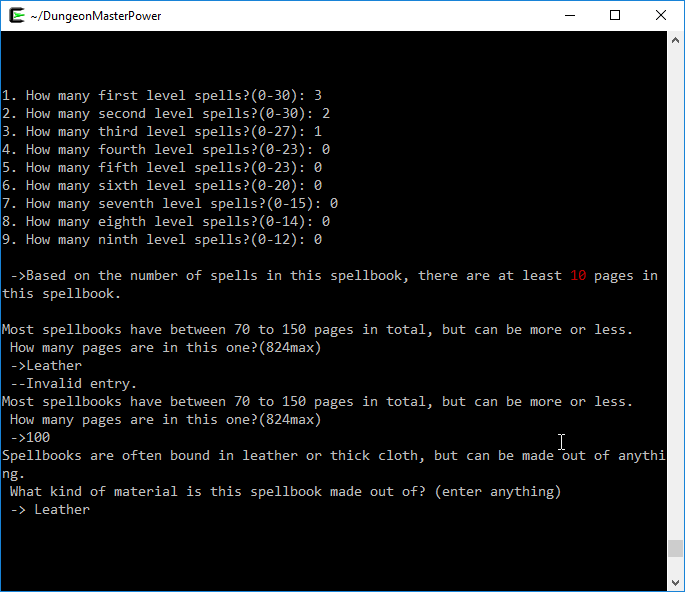 ~/DungeonMasterPower
1. How many first level spells?(0-30): 3
2. How many second level spells?(0-30): 2
3. How many third level spells?(0-27): 1
4. How many fourth level spells?(0-23): 0
5. How many fifth level spells?(0-23): 0
6. How many sixth level spells?(0-20): 0
7. How many seventh level spells?(0-15): 0
8. How many eighth level spells?(0-14): 0
9. How many ninth level spells?(0-12): 0
->Based on the number of spells in this spellbook, there are at least 10 pages in
this spellbook.
Most spellbooks have between 70 to 150 pages in total, but can be more or less.
How many pages are in this one?(824max)
->Leather
--Invalid entry.
Most spellbooks have between 70 to 150 pages in total, but can be more or less.
How many pages are in this one?(824max)
->100
Spellbooks are often bound in leather or thick cloth, but can be made out of anythi
ng.
What kind of material is this spellbook made out of? (enter anything)
-> Leather